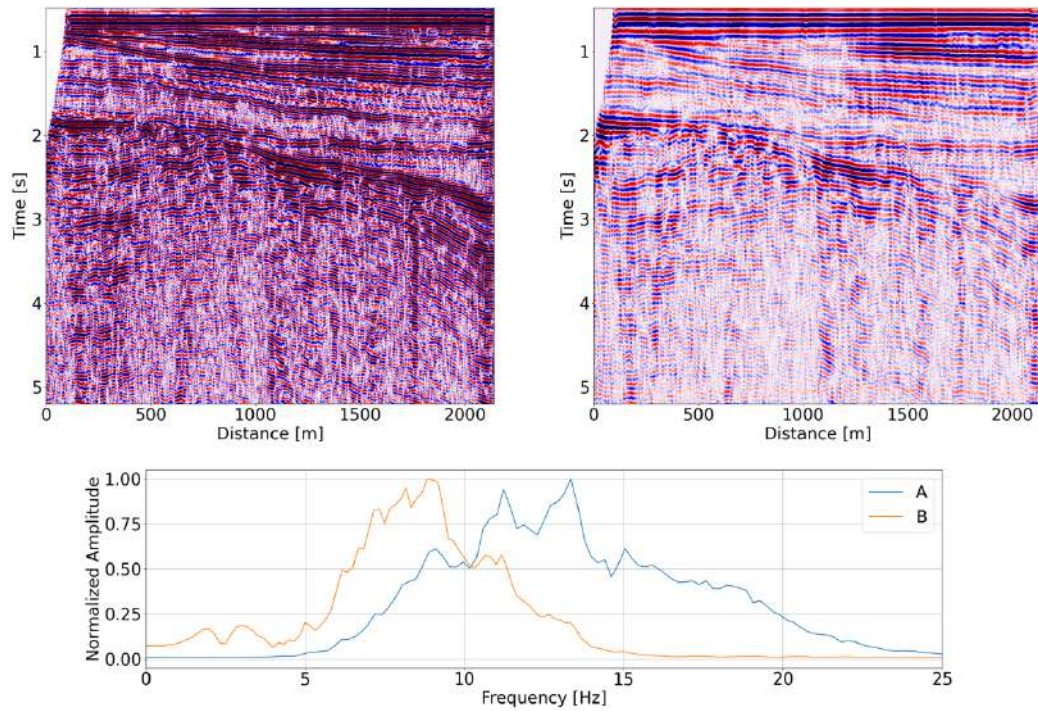 1
2
3
4
5
Time [s]
0 500 1000 1500 2000
Distance [m]
1
2
3
4
5
Time [s]
0 500 1000 1500 2000
Distance [m]
1.00
0.75
0.50
0.25
0.00
Normalized Amplitude
A
B
0 5 10 15 20 25
Frequency [Hz]